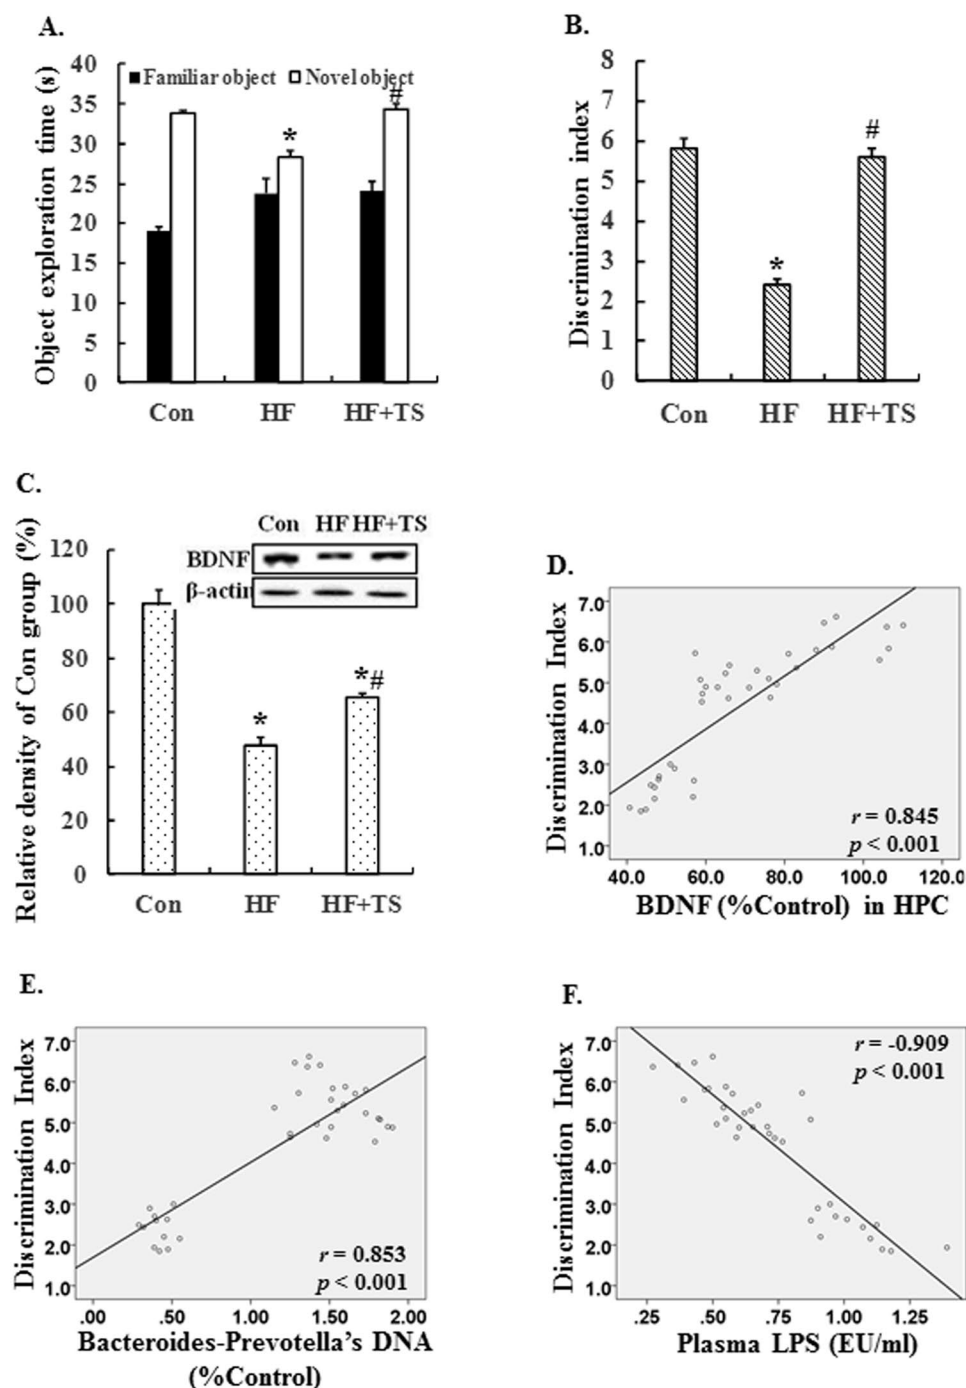 A.
Object exploration time (s)
40
35
30
25
20
15
10
5
0
Familiar object
Novel object
*
#
Con
HF
HF+TS
B.
Discrimination index
8
7
6
5
4
3
2
1
0
*
#
Con
HF
HF+TS
C.
Relative density of Con group (%)
120
100
80
60
40
20
0
Con HF HF+TS
BDNF
β-actin
*
*#
Con
HF
HF+TS
D.
Discrimination Index
7.0
6.0
5.0
4.0
3.0
2.0
1.0
r = 0.845
p < 0.001
40.0 60.0 80.0 100.0 120.0
BDNF (%Control) in HPC
E.
Discrimination Index
7.0
6.0
5.0
4.0
3.0
2.0
1.0
r = 0.853
p < 0.001
.00 .50 1.00 1.50 2.00
Bacteroides-Prevotella's DNA
(%Control)
F.
Discrimination Index
7.0
6.0
5.0
4.0
3.0
2.0
1.0
r = -0.909
p < 0.001
.25 .50 .75 1.00 1.25
Plasma LPS (EU/ml)